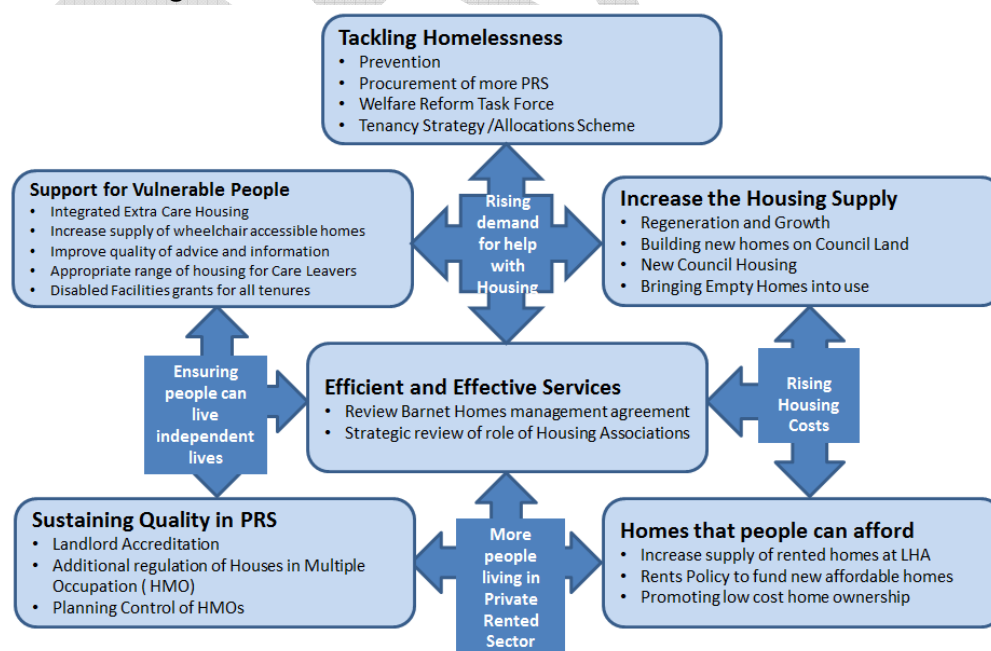 Tackling Homelessness
• Prevention
• Procurement of more PRS
• Welfare Reform Task Force
• Tenancy Strategy /Allocations Scheme
Support for Vulnerable People
• Integrated Extra Care Housing
• Increase supply of wheelchair accessible homes
• Improve quality of advice and information
• Appropriate range of housing for Care Leavers
• Disabled Facilities grants for all tenures
Rising
demand
for help
with
Housing
Increase the Housing Supply
• Regeneration and Growth
• Building new homes on Council Land
• New Council Housing
• Bringing Empty Homes into use
Ensuring
people can
live
independent
lives
Efficient and Effective Services
• Review Barnet Homes management agreement
• Strategic review of role of Housing Associations
Rising
Housing
Costs
Sustaining Quality in PRS
• Landlord Accreditation
• Additional regulation of Houses in Multiple
Occupation ( HMO)
• Planning Control of HMOs
More
people
living in
Private
Rented
Sector
Homes that people can afford
• Increase supply of rented homes at LHA
• Rents Policy to fund new affordable homes
• Promoting low cost home ownership